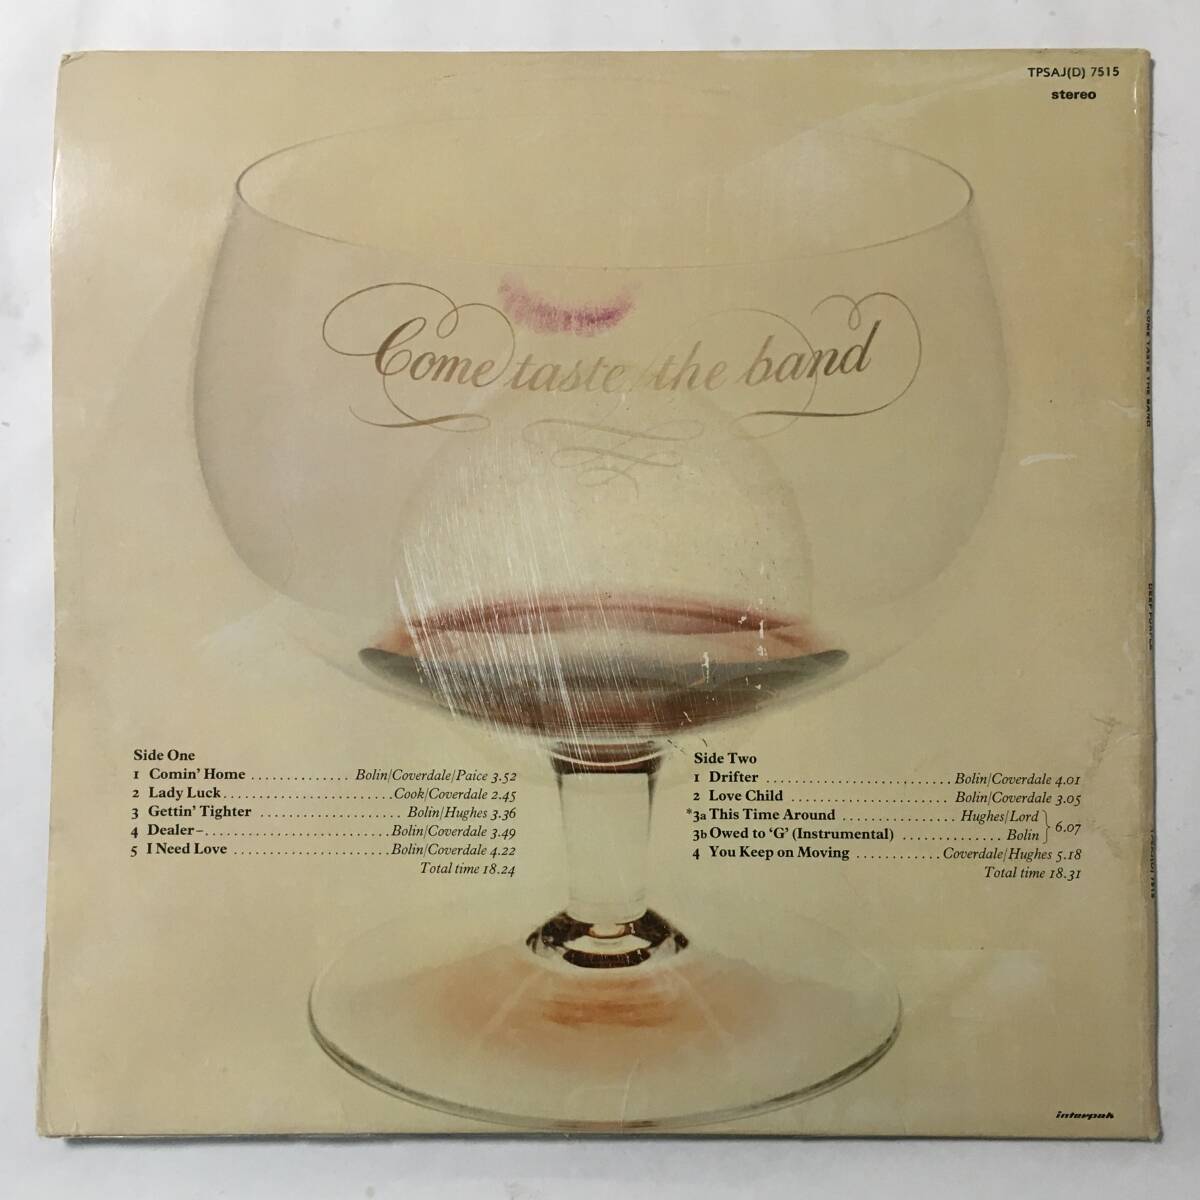 TPSAJ(D) 7515
stereo
Come taste the band
Side One
1 Comin' Home .............. Bolin/Coverdale/Paice 3.52
2 Lady Luck........................Cook/Coverdale 2.45
3 Gettin' Tighter .................... Bolin/Hughes 3.36
4 Dealer–..........................Bolin/Coverdale 3.49
5 I Need Love ......................Bolin/Coverdale 4.22
Total time 18.24
Side Two
1 Drifter ..........................Bolin/Coverdale 4.01
2 Love Child ...................... Bolin/Coverdale 3.05
*3a This Time Around ................ Hughes/Lord
3b Owed to 'G' (Instrumental) .............. Bolin
6.07
4 You Keep on Moving ............Coverdale/Hughes 5.18
Total time 18.31
interpak
COME TASTE THE BAND
DEEP PURPLE